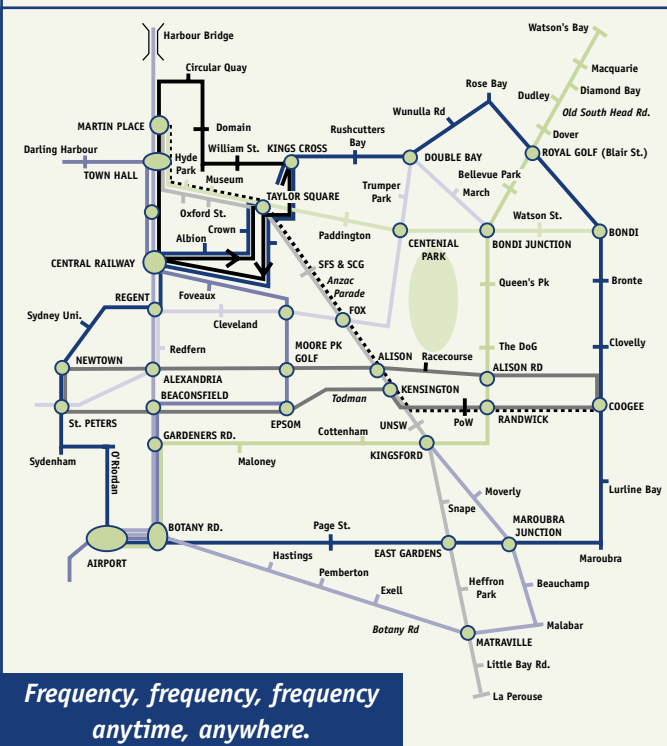 Watson's Bay
Harbour Bridge
Circular Quay
Macquarie
Rose Bay
Diamond Bay
Dudley
Wunulla Rd
Old South Head Rd.
MARTIN PLACE
Domain
Rushcutters
Bay
Dover
Darling Harbour
William St.
KINGS CROSS
Hyde
Park
DOUBLE BAY
ROYAL GOLF (Blair St.)
TOWN HALL
Museum
Bellevue Park
Trumper
Park
March
TAYLOR SQUARE
Oxford St.
Watson St.
Crown
Paddington
Albion
CENTENIAL
PARK
BONDI JUNCTION
BONDI
CENTRAL RAILWAY
SFS & SCG
Anzac
Parade
Queen's Pk
Bronte
REGENT
Foveaux
FOX
Sydney Uni.
Cleveland
Redfern
MOORE PK
GOLF
The DoG
Clovelly
NEWTOWN
ALISON
Racecourse
ALISON RD
ALEXANDRIA
BEACONSFIELD
KENSINGTON
Todman
COOGEE
St. PETERS
EPSOM
UNSW
PoW
RANDWICK
GARDENERS RD.
Cottenham
KINGSFORD
Sydenham
O'Riordan
Maloney
Lurline Bay
Moverly
Snape
BOTANY RD.
Page St.
MAROUBRA
JUNCTION
AIRPORT
Hastings
EAST GARDENS
Maroubra
Pemberton
Heffron
Park
Beauchamp
Exell
Botany Rd
Malabar
MATRAVILLE
Little Bay Rd.
La Perouse
Frequency, frequency, frequency
anytime, anywhere.